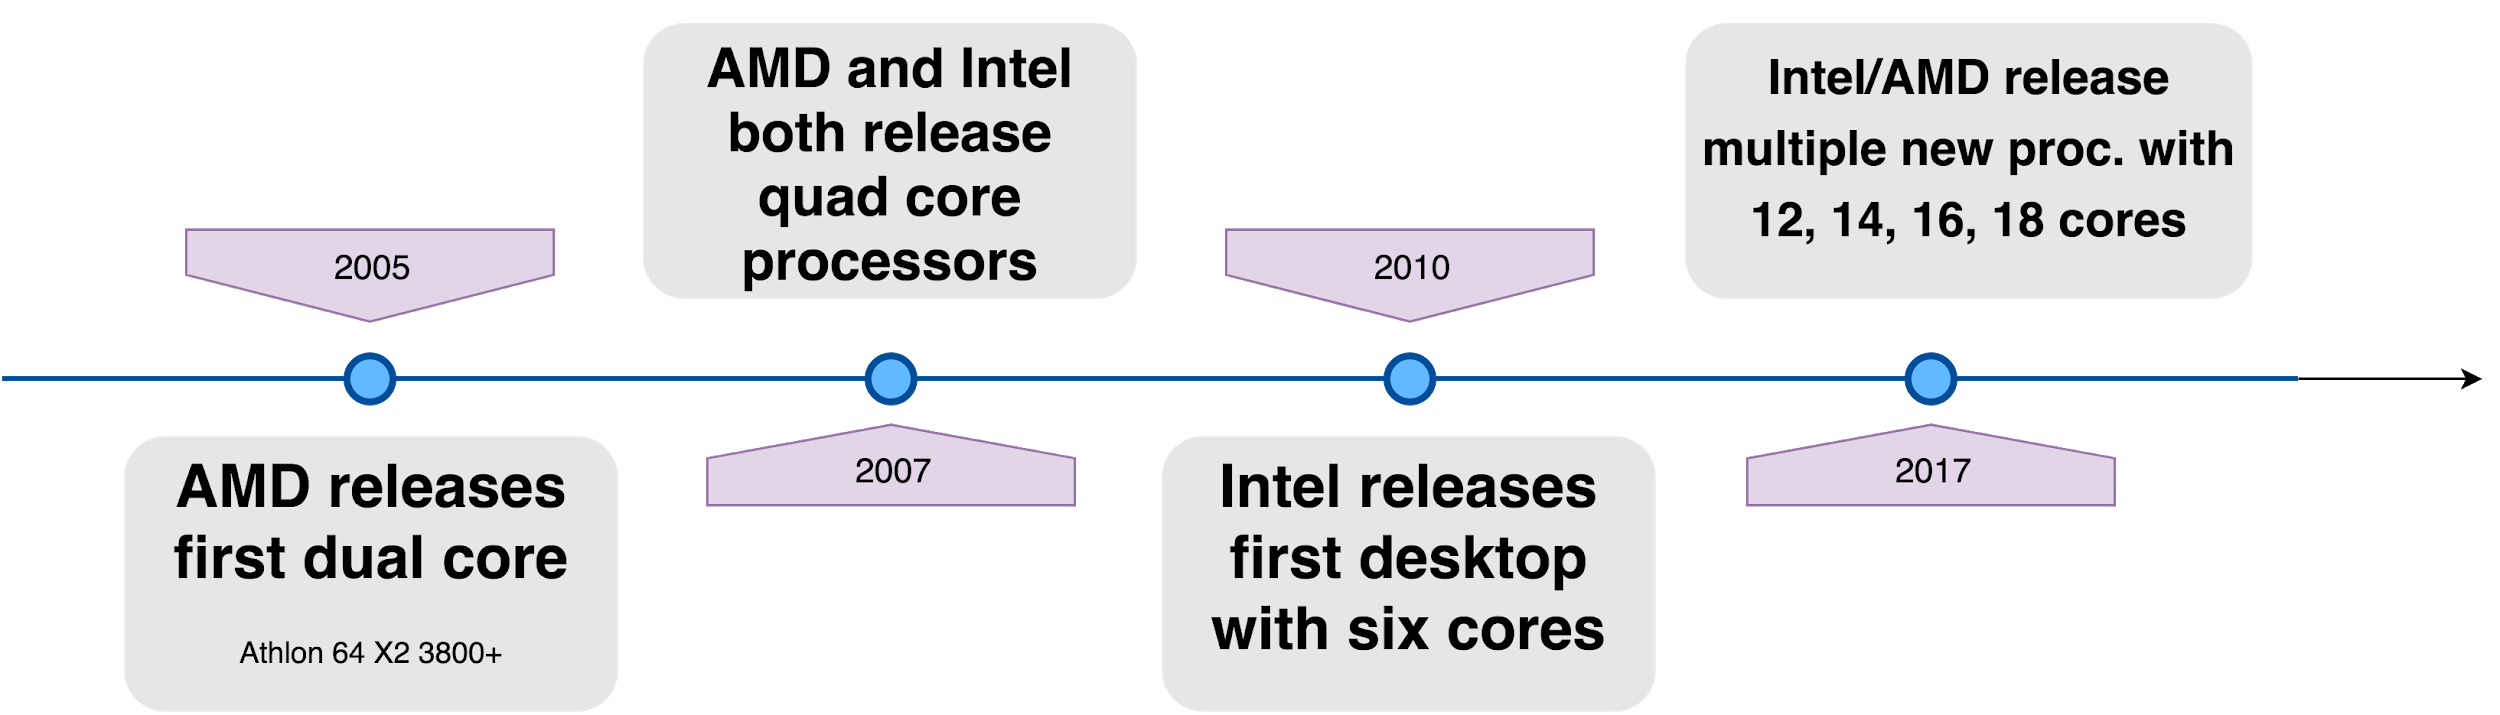 2005
AMD releases
first dual core
Athlon 64 X2 3800+
AMD and Intel
both release
quad core
processors
2007
2010
Intel releases
first desktop
with six cores
Intel/AMD release
multiple new proc. with
12, 14, 16, 18 cores
2017